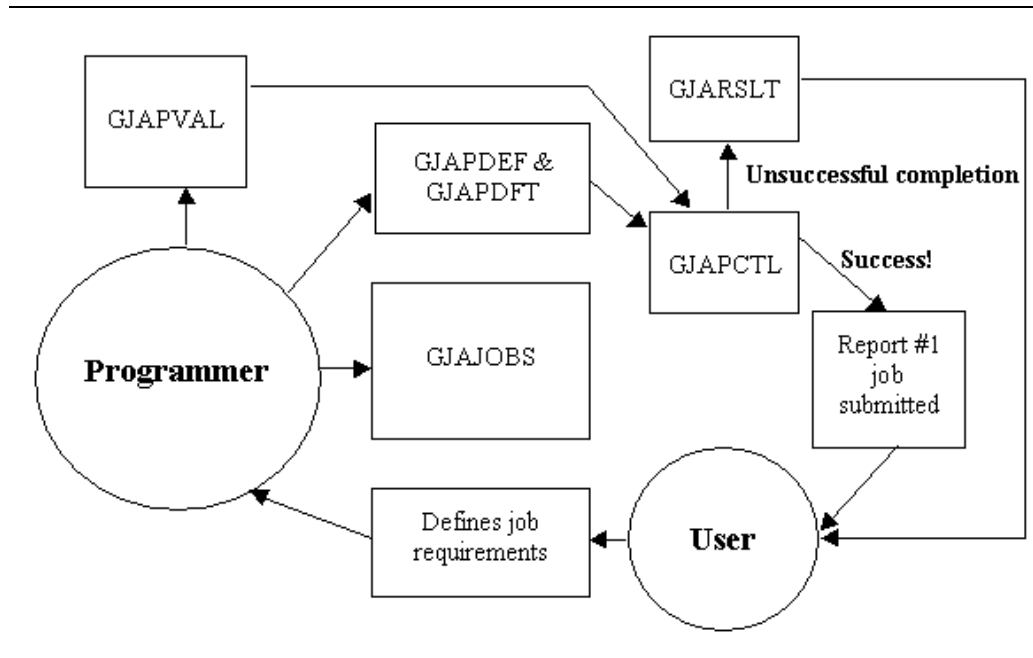 GJAPVAL
GJARSLT
GJAPDEF &
GJAPDFT
Unsuccessful completion
GJAPCTL
Success!
Programmer
GJAJOBS
Report #1
job
submitted
Defines job
requirements
User